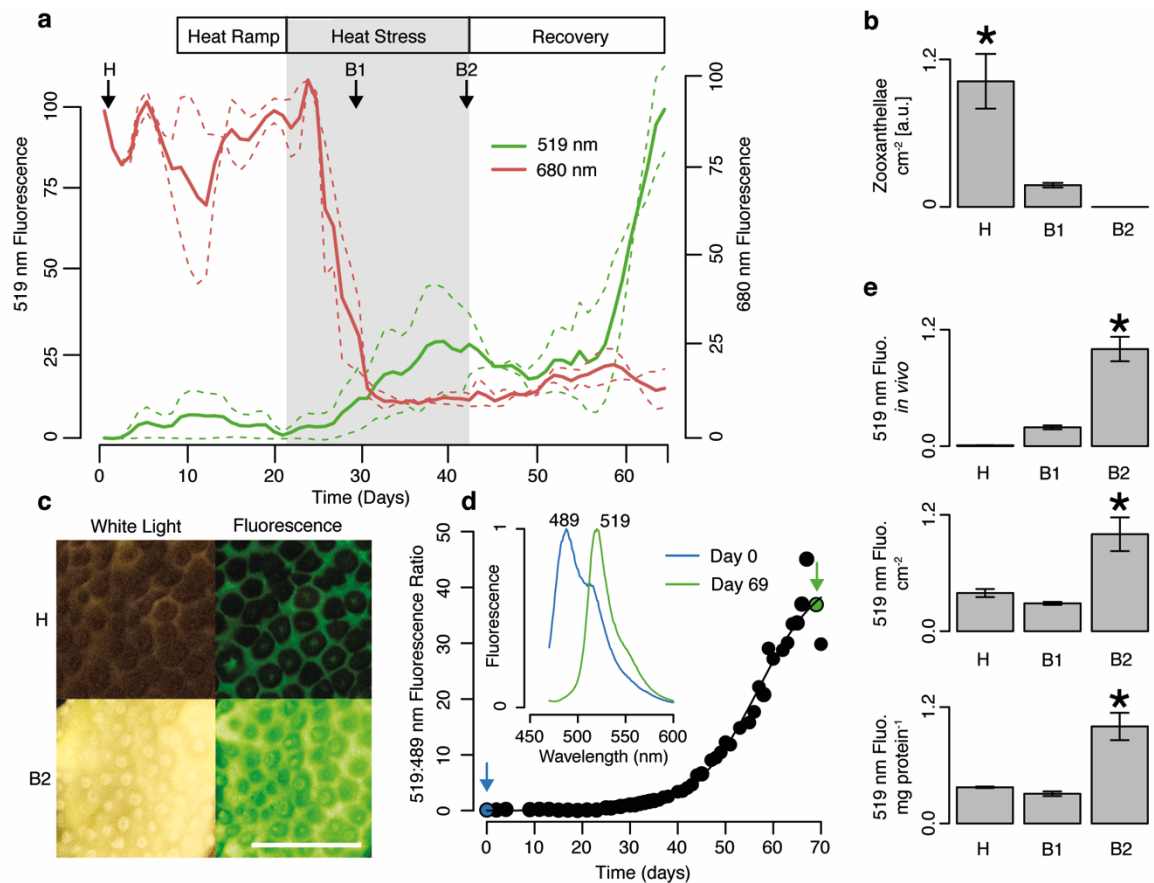 a
Heat Ramp Heat Stress Recovery
H B1 B2
519 nm
680 nm
519 nm Fluorescence
100
75
50
25
0
680 nm Fluorescence
100
75
50
25
0
0 10 20 30 40 50 60
Time (Days)
b
*
Zooxanthellae
cm-2 [a.u.]
1.2
0
H B1 B2
c
White Light Fluorescence
H
B2
d
519:489 nm Fluorescence Ratio
50
40
30
20
10
0
489 519
Fluorescence
1
0
450 500 550 600
Wavelength (nm)
Day 0
Day 69
0 10 20 30 40 50 60 70
Time (days)
e
*
519 nm Fluo.
in vivo
1.2
0.0
H B1 B2
*
519 nm Fluo.
cm-2
1.2
0.0
H B1 B2
*
519 nm Fluo.
mg protein-1
1.2
0.0
H B1 B2